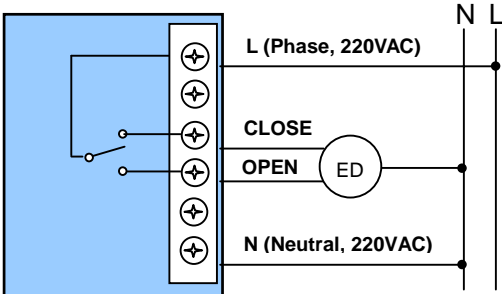 N L
L (Phase, 220VAC)
CLOSE
OPEN
ED
N (Neutral, 220VAC)